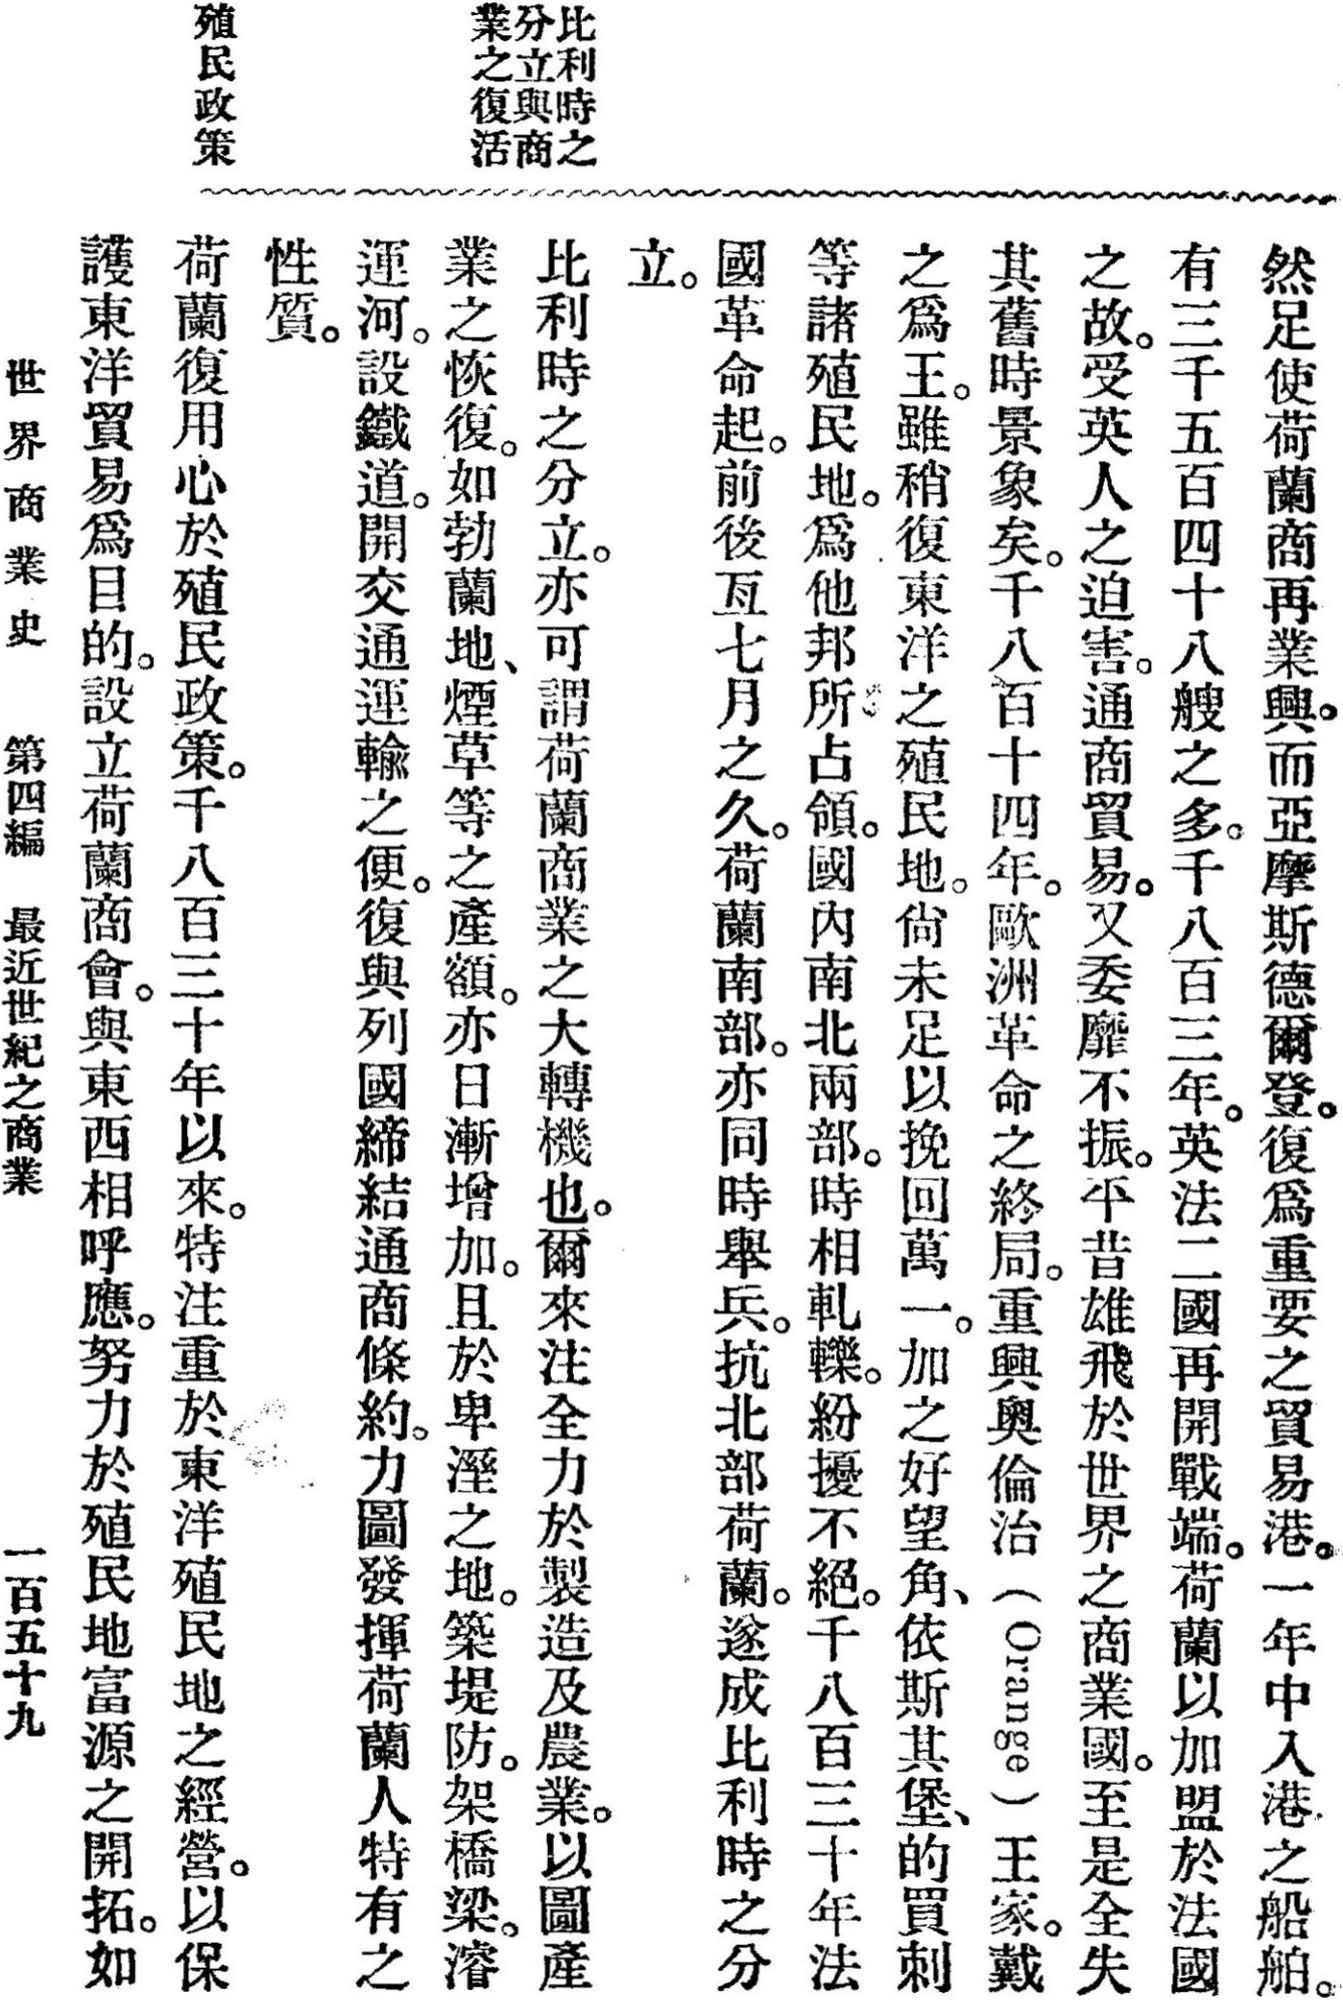 比利時之
分立與商
業之復活
殖民政策
然足使荷蘭商再業興。而亞摩斯德爾登。復爲重要之貿易港。一年中入港之船舶。
有三千五百四十八艘之多。千八百三年。英法二國再開戰端。荷蘭以加盟於法國
之故。受英人之迫害。通商貿易。又委靡不振。平昔雄飛於世界之商業國。至是全失
其舊時景象矣。千八百十四年。歐洲革命之終局。重興奧倫治（Orange）王家。戴
之爲王。雖稍復東洋之殖民地。尙未足以挽回萬一。加之好望角、依斯其堡、的買剌
等諸殖民地。爲他邦所占領。國內南北兩部。時相軋轢。紛擾不絕。千八百三十年法
國革命起。前後亙七月之久。荷蘭南部。亦同時舉兵。抗北部荷蘭。遂成比利時之分
立。
比利時之分立。亦可謂荷蘭商業之大轉機也。爾來注全力於製造及農業。以圖產
業之恢復。如勃蘭地、煙草等之產額。亦日漸增加。且於卑溼之地。築堤防。架橋梁。濬
運河。設鐵道。開交通運輸之便。復與列國締結通商條約。力圖發揮荷蘭人特有之
性質。
荷蘭復用心於殖民政策。千八百三十年以來。特注重於東洋殖民地之經營。以保
護東洋貿易爲目的。設立荷蘭商會。與東西相呼應。努力於殖民地富源之開拓。如
世界商業史 第四編 最近世紀之商業 一百五十九